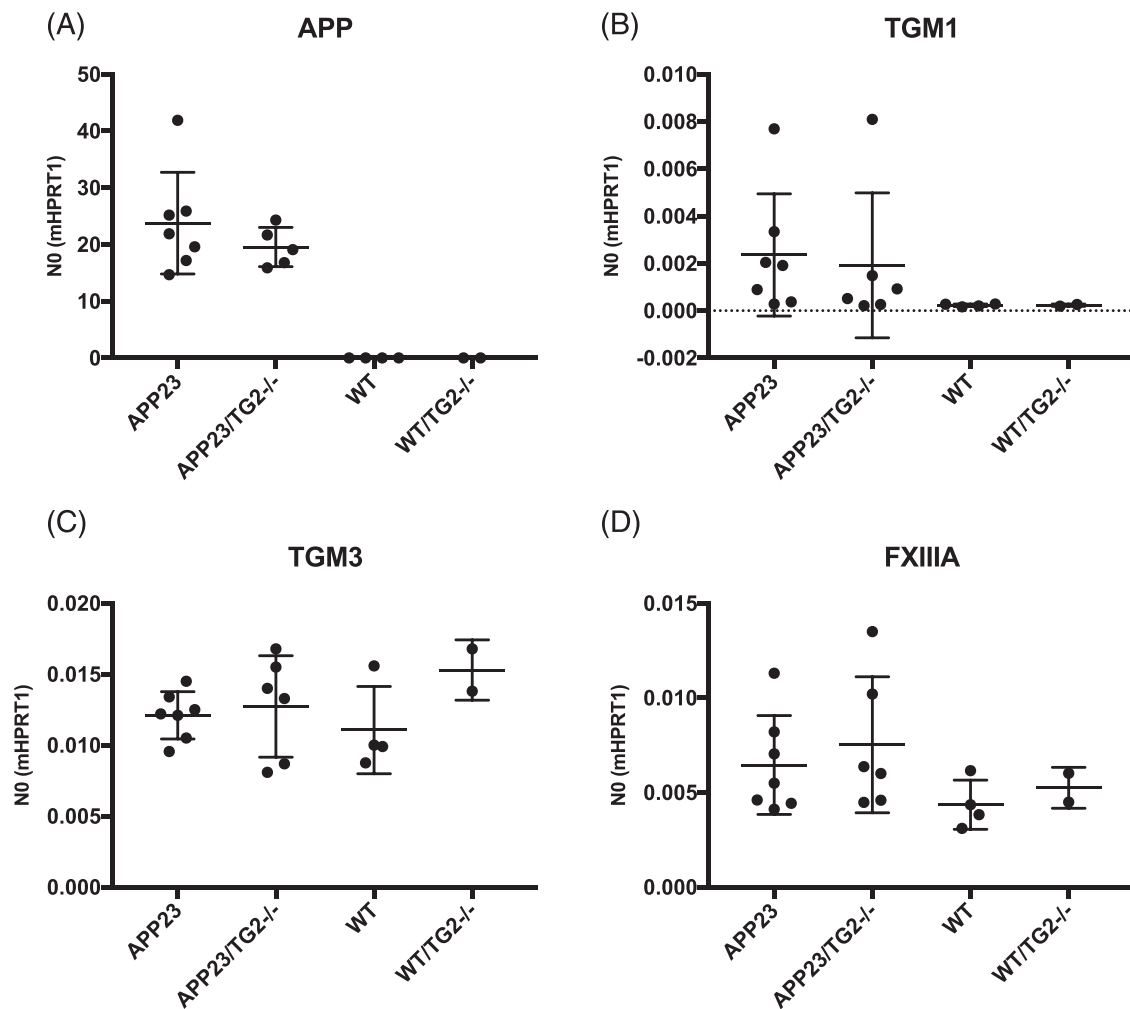 (A)
APP
50
40
30
20
10
0
N0 (mHPRT1)
APP23
APP23/TG2-/-
WT
WT/TG2-/-
(B)
TGM1
0.010
0.008
0.006
0.004
0.002
0.000
-0.002
N0 (mHPRT1)
APP23
APP23/TG2-/-
WT
WT/TG2-/-
(C)
TGM3
0.020
0.015
0.010
0.005
0.000
N0 (mHPRT1)
APP23
APP23/TG2-/-
WT
WT/TG2-/-
(D)
FXIIIA
0.015
0.010
0.005
0.000
N0 (mHPRT1)
APP23
APP23/TG2-/-
WT
WT/TG2-/-